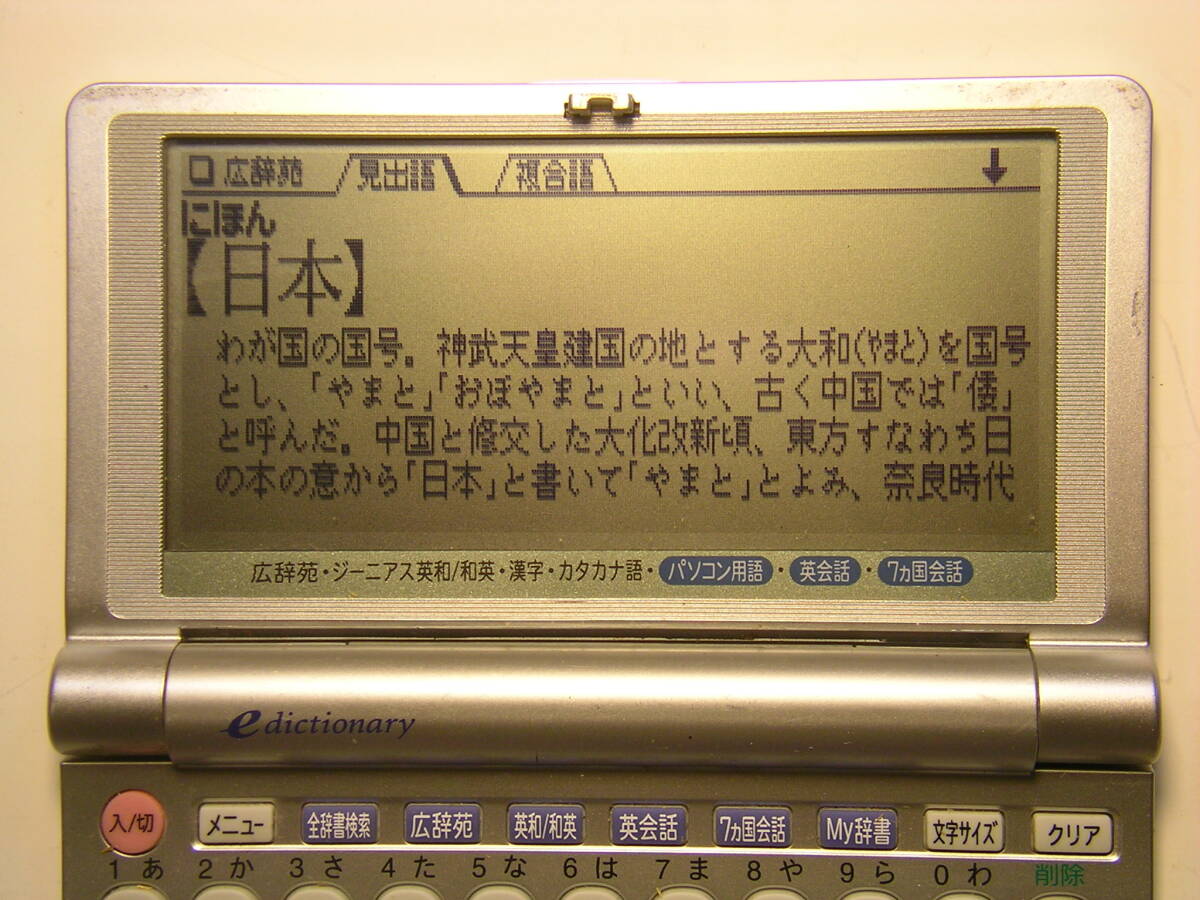 広辞苑 見出語 複合語 ↓
にほん
【日本】
わが国の国号。神武天皇建国の地とする大和(やまと)を国号
とし、「やまと」「おほやまと」といい、古く中国では「倭」
と呼んだ。中国と修交した大化改新頃、東方すなわち日
の本の意から「日本」と書いて「やまと」とよみ、奈良時代
広辞苑・ジーニアス英和/和英・漢字・カタカナ語・パソコン用語・英会話・7ヵ国会話
e dictionary
入/切 メニュー 全辞書検索 広辞苑 英和/和英 英会話 7ヵ国会話 My辞書 文字サイズ クリア
1 あ 2 か 3 さ 4 た 5 な 6 は 7 ま 8 や 9 ら 0 わ 削除